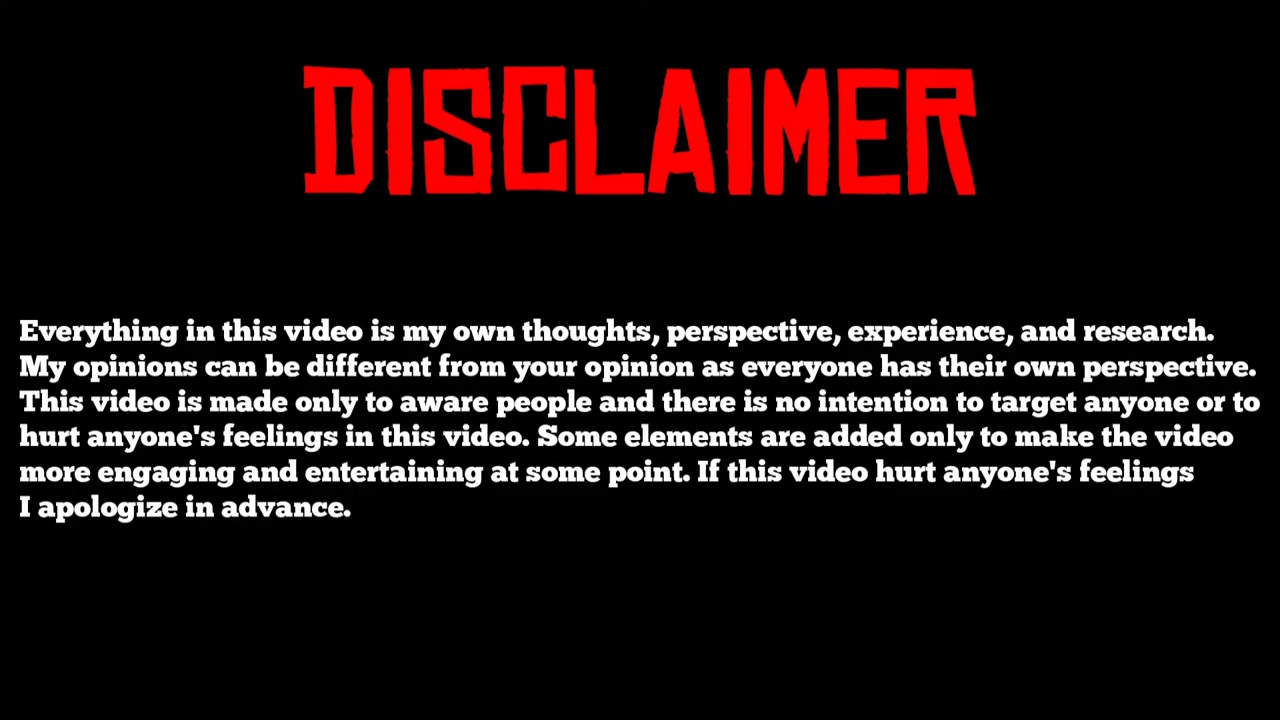 DISCLAIMER
Everything in this video is my own thoughts, perspective, experience, and research.
My opinions can be different from your opinion as everyone has their own perspective.
This video is made only to aware people and there is no intention to target anyone or to
hurt anyone's feelings in this video. Some elements are added only to make the video
more engaging and entertaining at some point. If this video hurt anyone's feelings
I apologize in advance.